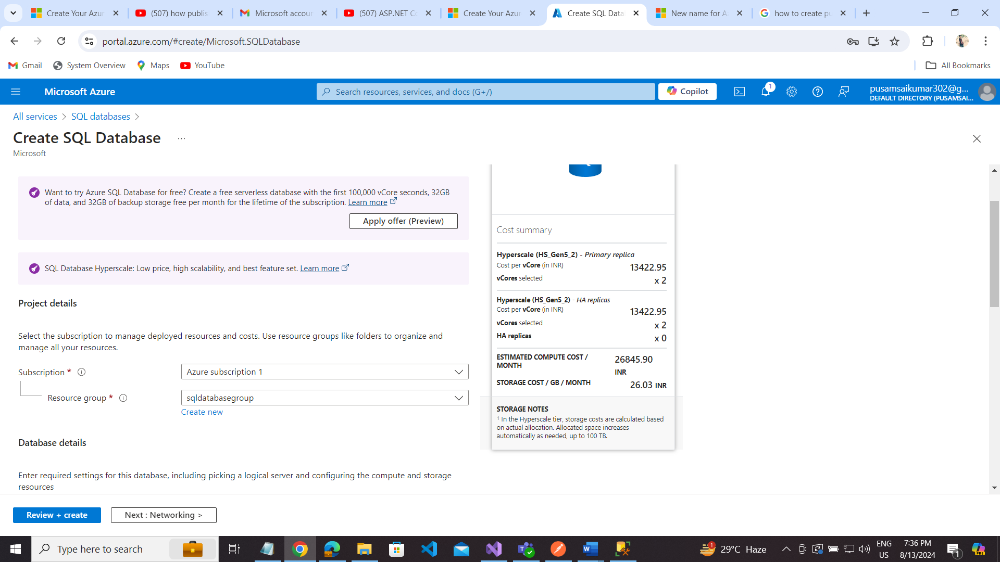 Create Your Azur
(507) how publis
Microsoft accoun
(507) ASP.NET Co
Create Your Azur
Create SQL Data
New name for A
how to create pu
portal.azure.com/#create/Microsoft.SQLDatabase
Gmail
System Overview
Maps
YouTube
All Bookmarks
Microsoft Azure
Search resources, services, and docs (G+/)
Copilot
1
pusamsaikumar302@g...
DEFAULT DIRECTORY (PUSAMSAI...
All services > SQL databases >
Create SQL Database ...
Microsoft
Want to try Azure SQL Database for free? Create a free serverless database with the first 100,000 vCore seconds, 32GB
of data, and 32GB of backup storage free per month for the lifetime of the subscription. Learn more
Apply offer (Preview)
SQL Database Hyperscale: Low price, high scalability, and best feature set. Learn more
Project details
Select the subscription to manage deployed resources and costs. Use resource groups like folders to organize and
manage all your resources.
Subscription *
Azure subscription 1
Resource group *
sqldatabasegroup
Create new
Database details
Enter required settings for this database, including picking a logical server and configuring the compute and storage
resources
Cost summary
Hyperscale (HS_Gen5_2) - Primary replica
Cost per vCore (in INR) 13422.95
vCores selected x 2
Hyperscale (HS_Gen5_2) - HA replicas
Cost per vCore (in INR) 13422.95
vCores selected x 2
HA replicas x 0
ESTIMATED COMPUTE COST / 26845.90
MONTH INR
STORAGE COST / GB / MONTH 26.03 INR
STORAGE NOTES
1 In the Hyperscale tier, storage costs are calculated based
on actual allocation. Allocated space increases
automatically as needed, up to 100 TB.
Review + create
Next : Networking >
Type here to search
1
29°C Haze
ENG
US
7:36 PM
8/13/2024
1
PRE